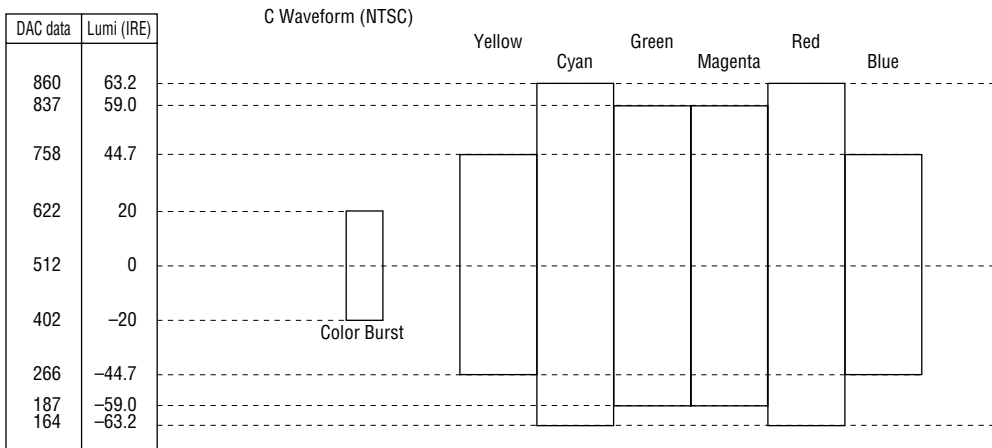 C Waveform (NTSC)
DAC data Lumi (IRE)
Yellow Green Red
Cyan Magenta Blue
860 63.2
837 59.0
758 44.7
622 20
512 0
402 –20
Color Burst
266 –44.7
187 –59.0
164 –63.2